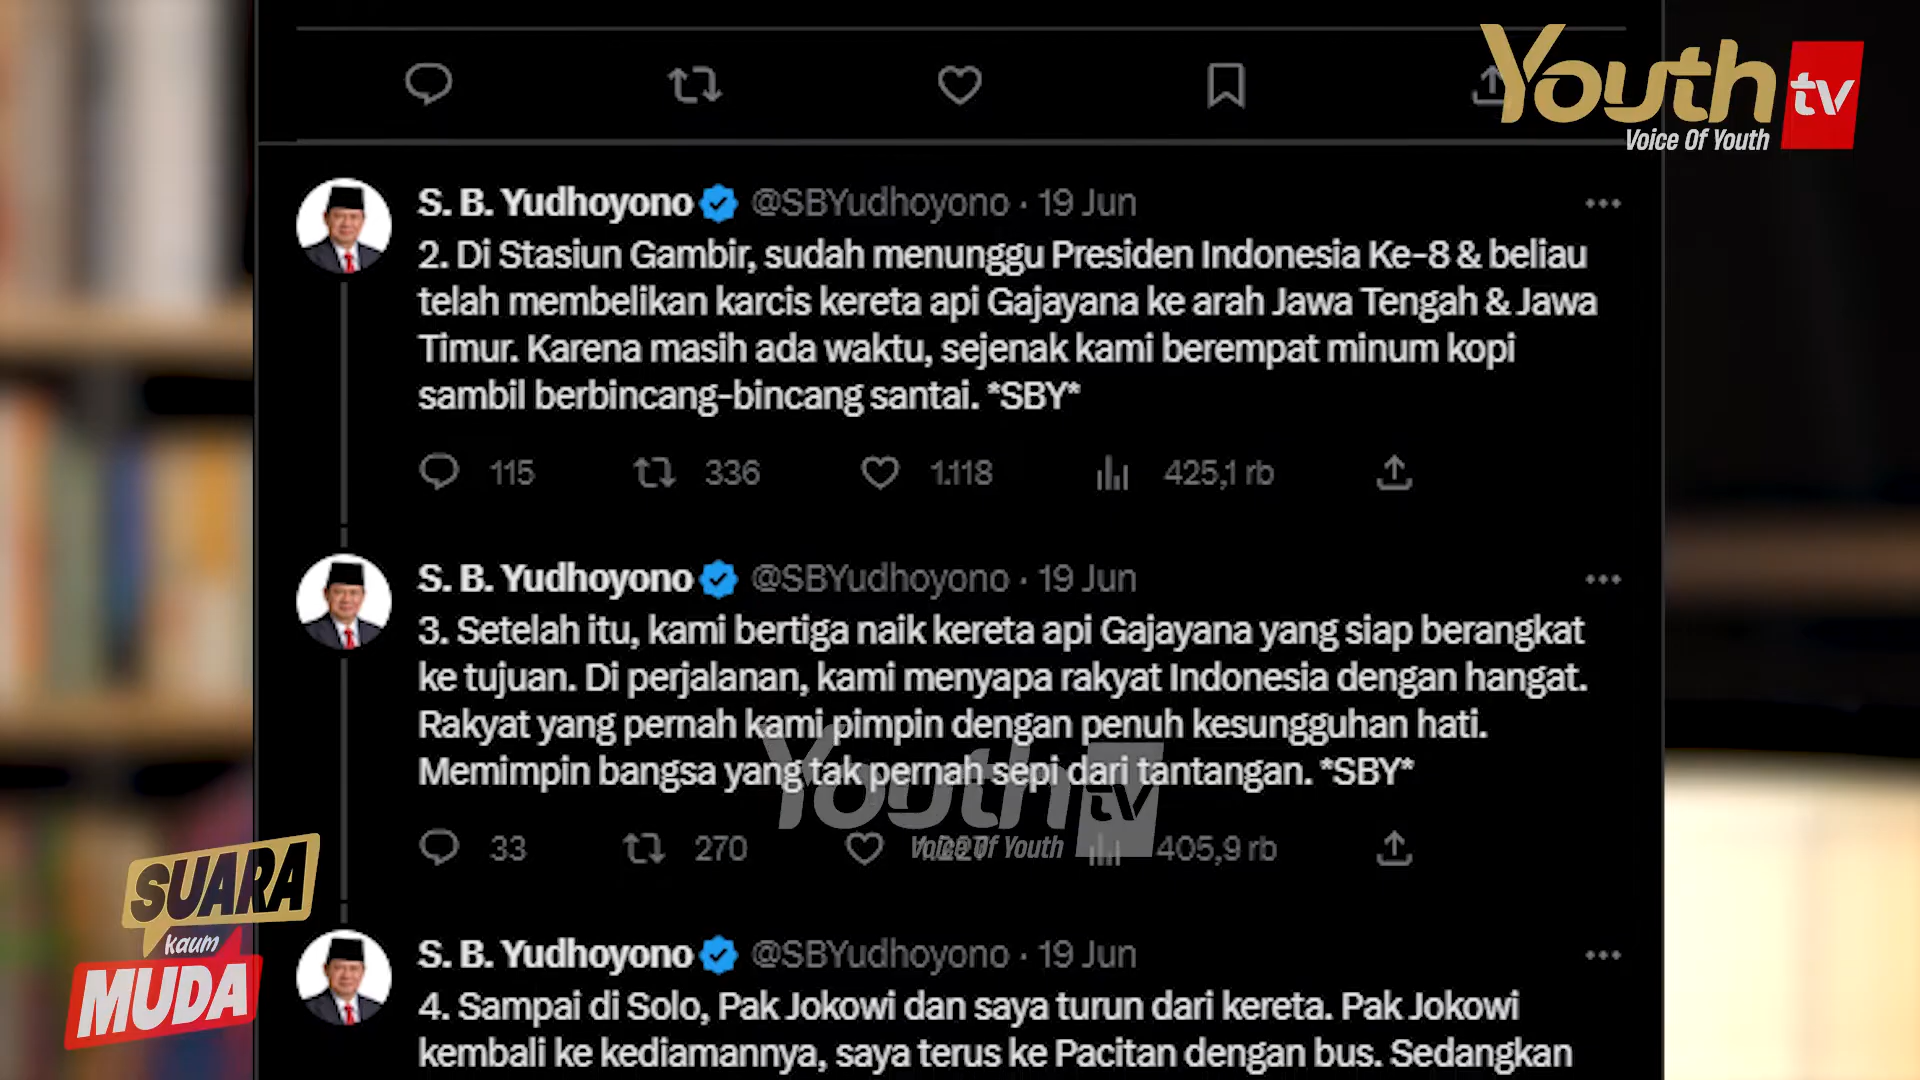 Youth tv
Voice Of Youth
S. B. Yudhoyono @SBYudhoyono · 19 Jun
2. Di Stasiun Gambir, sudah menunggu Presiden Indonesia Ke-8 & beliau
telah membelikan karcis kereta api Gajayana ke arah Jawa Tengah & Jawa
Timur. Karena masih ada waktu, sejenak kami berempat minum kopi
sambil berbincang-bincang santai. *SBY*
115 336 1.118 425,1 rb
S. B. Yudhoyono @SBYudhoyono · 19 Jun
3. Setelah itu, kami bertiga naik kereta api Gajayana yang siap berangkat
ke tujuan. Di perjalanan, kami menyapa rakyat Indonesia dengan hangat.
Rakyat yang pernah kami pimpin dengan penuh kesungguhan hati.
Memimpin bangsa yang tak pernah sepi dari tantangan. *SBY*
Youth tv
Voice Of Youth
33 270 405,9 rb
SUARA
kaum
MUDA
S. B. Yudhoyono @SBYudhoyono · 19 Jun
4. Sampai di Solo, Pak Jokowi dan saya turun dari kereta. Pak Jokowi
kembali ke kediamannya, saya terus ke Pacitan dengan bus. Sedangkan